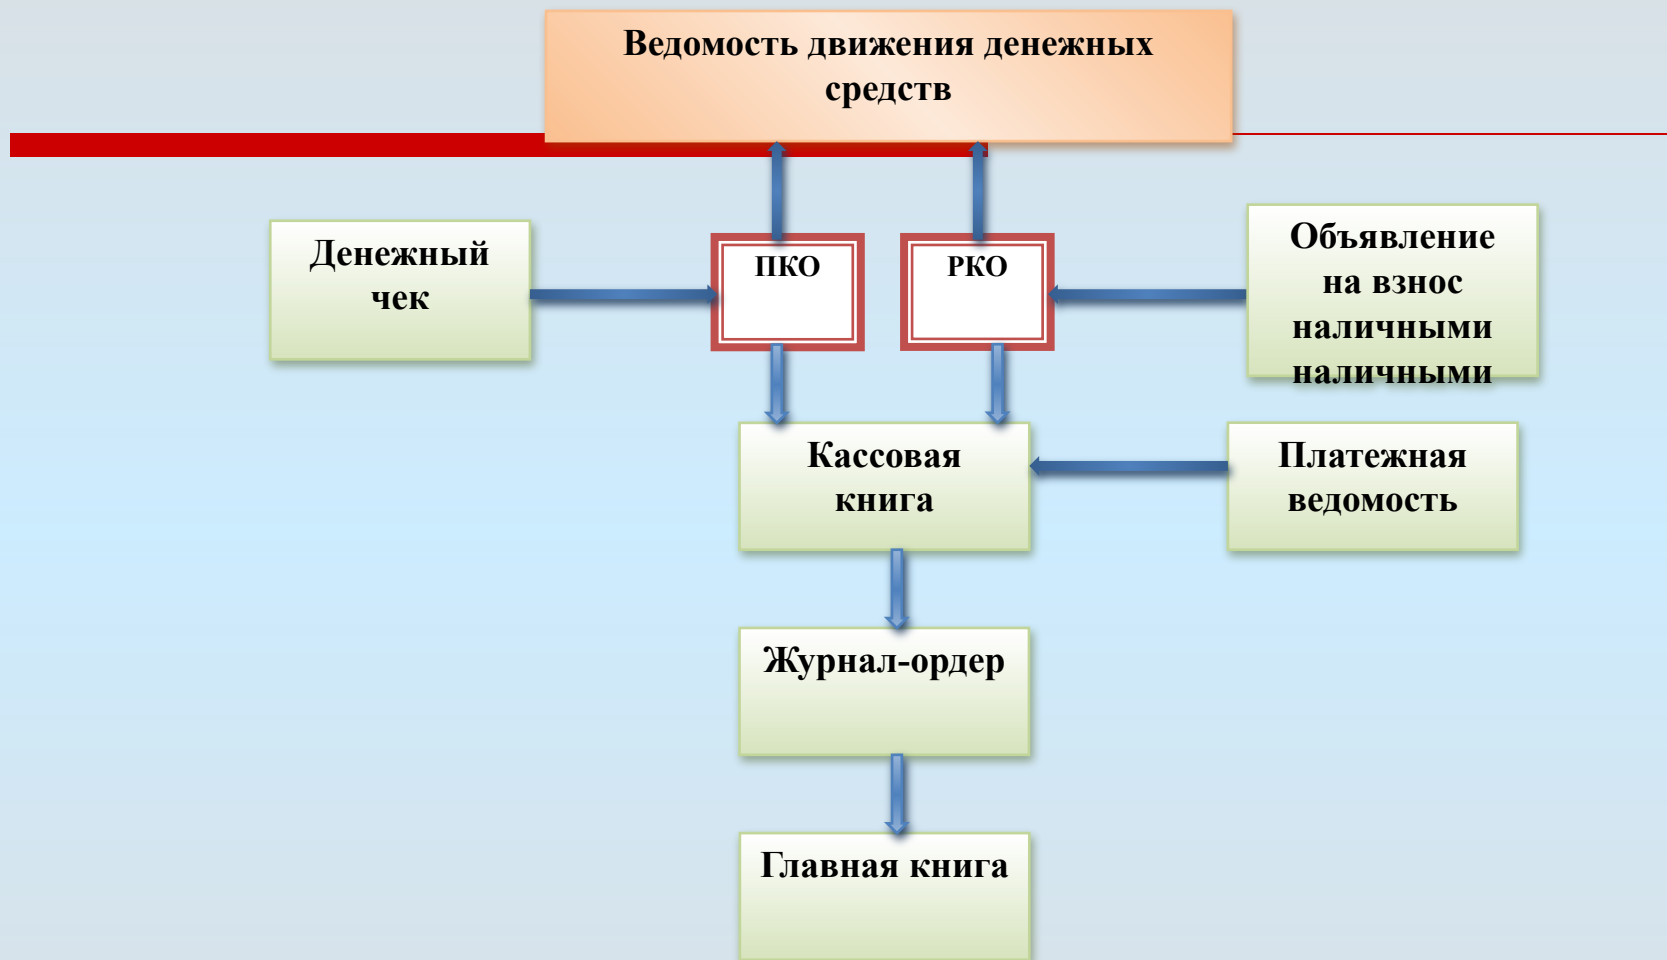 Ведомость движения денежных
средств
Денежный
чек
ПКО
РКО
Объявление
на взнос
наличными
наличными
Кассовая
книга
Платежная
ведомость
Журнал-ордер
Главная книга